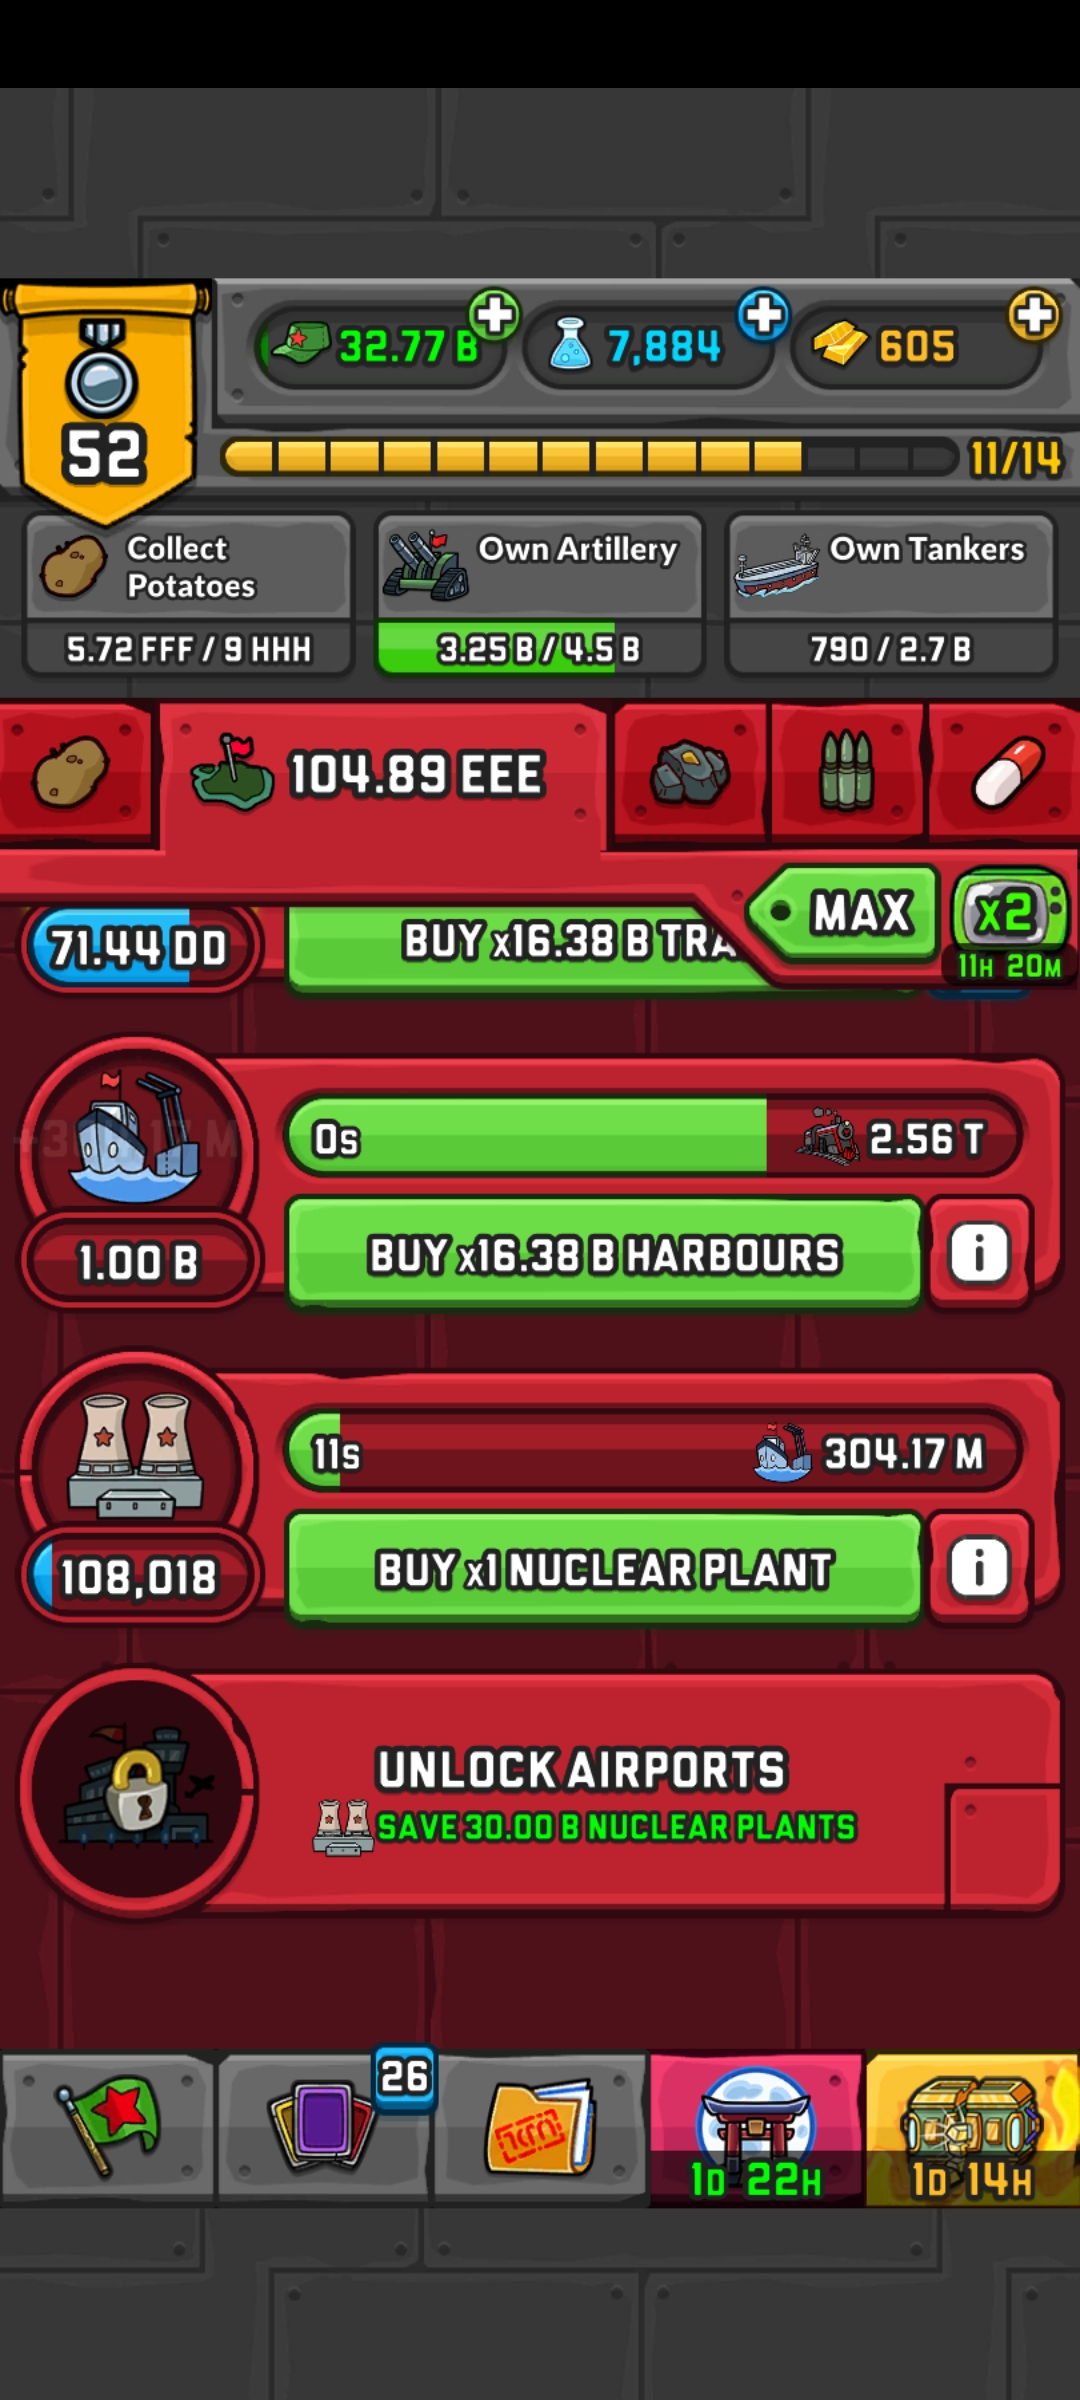 32.77 B
7,884
605
52
11/14
Collect
Potatoes
5.72 FFF / 9 HHH
Own Artillery
3.25 B / 4.5 B
Own Tankers
790 / 2.7 B
104.89 EEE
MAX
x2
11H 20M
71.44 DD
BUY x16.38 B TRA
0s
2.56 T
1.00 B
BUY x16.38 B HARBOURS
i
11s
304.17 M
108,018
BUY x1 NUCLEAR PLANT
i
UNLOCK AIRPORTS
SAVE 30.00 B NUCLEAR PLANTS
26
1D 22H
1D 14H